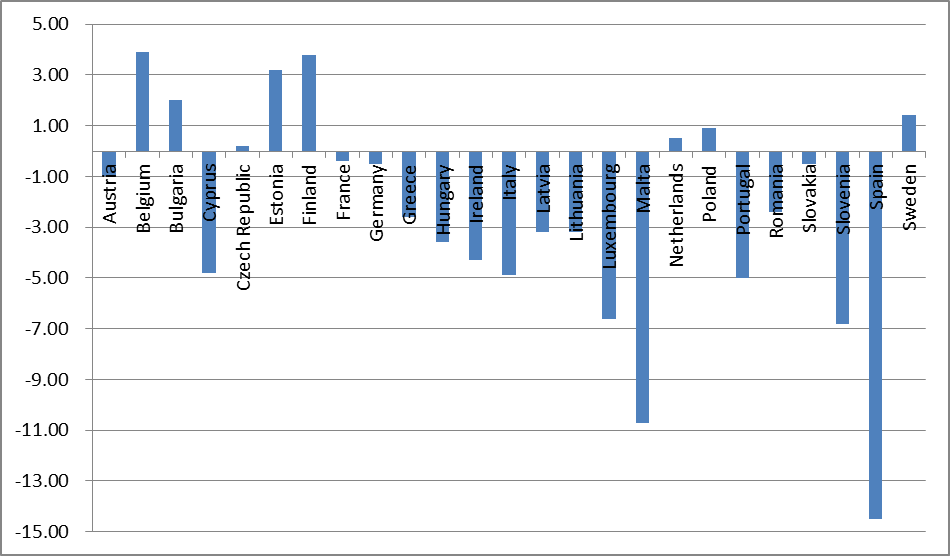 5.00
3.00
1.00
-1.00
-3.00
-5.00
-7.00
-9.00
-11.00
-13.00
-15.00
Austria
Belgium
Bulgaria
Cyprus
Czech Republic
Estonia
Finland
France
Germany
Greece
Hungary
Ireland
Italy
Latvia
Lithuania
Luxembourg
Malta
Netherlands
Poland
Portugal
Romania
Slovakia
Slovenia
Spain
Sweden